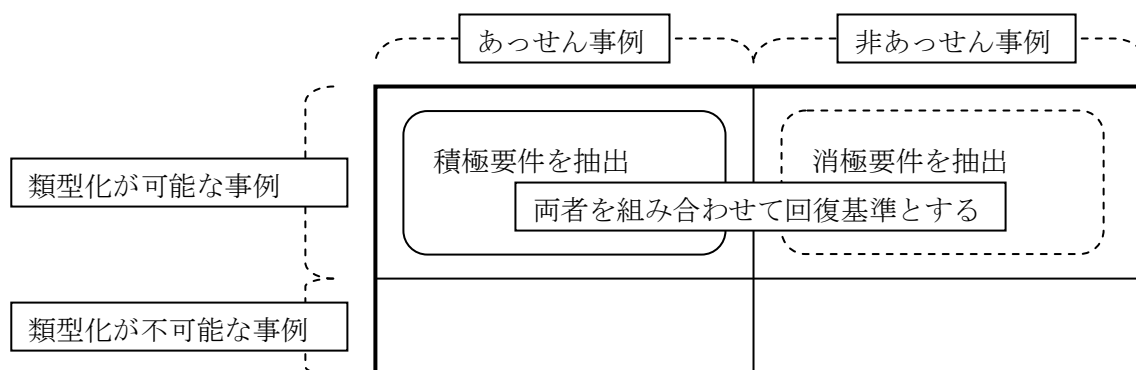 あっせん事例
非あっせん事例
類型化が可能な事例
積極要件を抽出
消極要件を抽出
両者を組み合わせて回復基準とする
類型化が不可能な事例